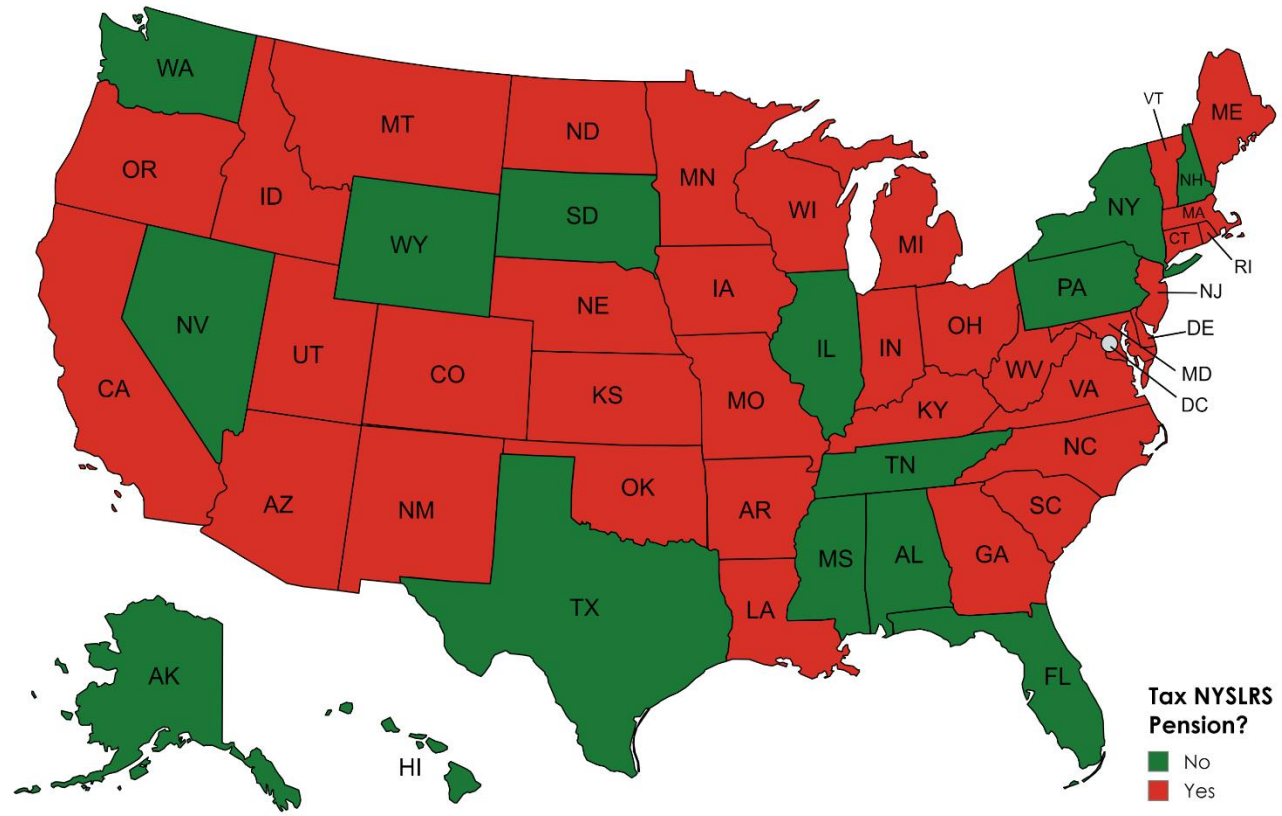 WA
MT
ND
MN
VT
ME
OR
ID
WY
SD
WI
MI
NY
NH
MA
CT
RI
NV
UT
CO
NE
IA
IL
IN
OH
PA
NJ
DE
MD
DC
CA
KS
MO
WV
VA
KY
NC
TN
AZ
NM
OK
AR
SC
MS
AL
GA
TX
LA
FL
AK
HI
Tax NYSLRS
Pension?
No
Yes